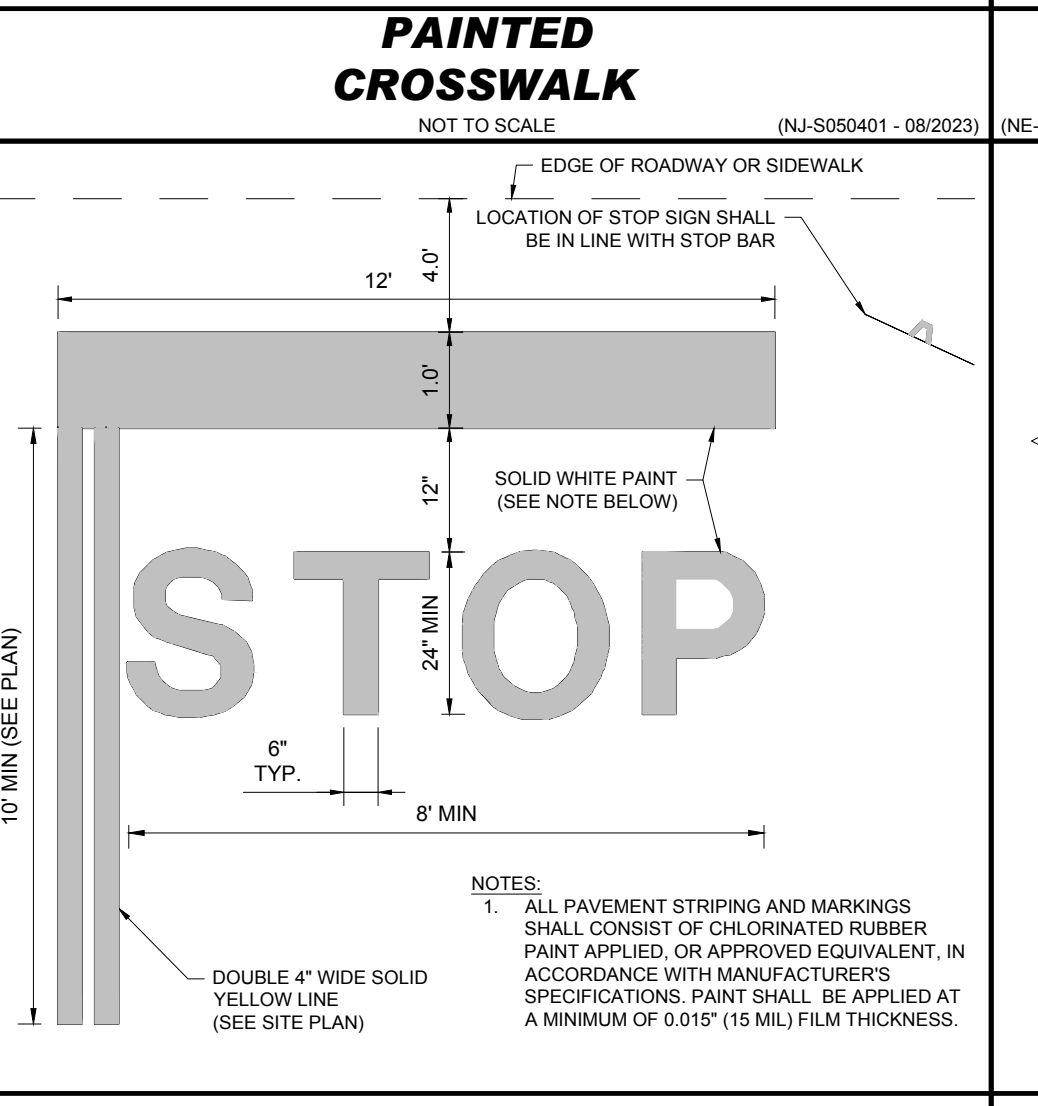 PAINTED
CROSSWALK
NOT TO SCALE
(NJ-S050401 - 08/2023)
(NE-
EDGE OF ROADWAY OR SIDEWALK
LOCATION OF STOP SIGN SHALL
BE IN LINE WITH STOP BAR
4.0'
12'
1.0'
12"
SOLID WHITE PAINT
(SEE NOTE BELOW)
STOP
24" MIN
10' MIN (SEE PLAN)
6"
TYP.
8' MIN
NOTES:
1. ALL PAVEMENT STRIPING AND MARKINGS
SHALL CONSIST OF CHLORINATED RUBBER
PAINT APPLIED, OR APPROVED EQUIVALENT, IN
ACCORDANCE WITH MANUFACTURER'S
SPECIFICATIONS. PAINT SHALL BE APPLIED AT
A MINIMUM OF 0.015" (15 MIL) FILM THICKNESS.
DOUBLE 4" WIDE SOLID
YELLOW LINE
(SEE SITE PLAN)